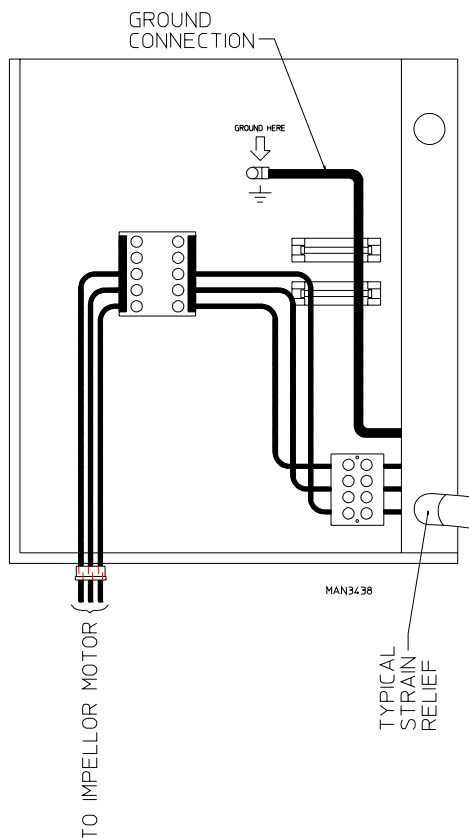 GROUND
CONNECTION
GROUND HERE
MAN3438
TO IMPELLOR MOTOR
TYPICAL
STRAIN
RELIEF